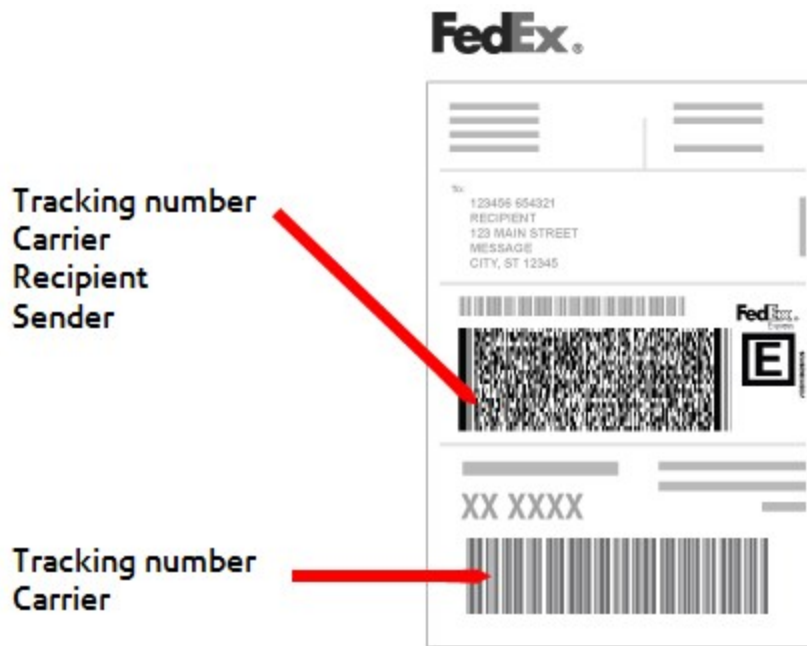 FedEx®
To:
123456 654321
RECIPIENT
123 MAIN STREET
MESSAGE
CITY, ST 12345
Tracking number
Carrier
Recipient
Sender
FedEx®
Express
E
XX XXXX
Tracking number
Carrier